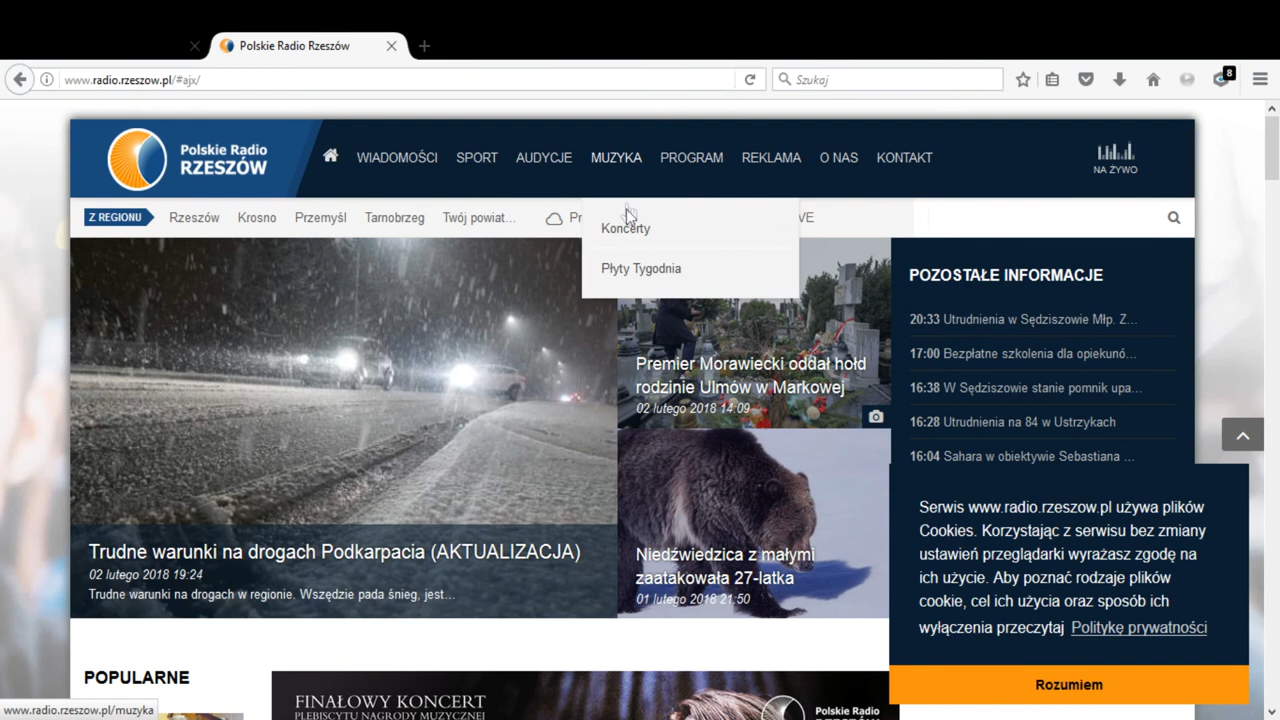 Polskie Radio Rzeszów
www.radio.rzeszow.pl/#ajx/
Szukaj
8
Polskie Radio
RZESZÓW
WIADOMOŚCI SPORT AUDYCJE MUZYKA PROGRAM REKLAMA O NAS KONTAKT
NA ŻYWO
Z REGIONU Rzeszów Krosno Przemyśl Tarnobrzeg Twój powiat... Pr VE
Koncerty
Płyty Tygodnia
Trudne warunki na drogach Podkarpacia (AKTUALIZACJA)
02 lutego 2018 19:24
Trudne warunki na drogach w regionie. Wszędzie pada śnieg, jest...
Premier Morawiecki oddał hołd
rodzinie Ulmów w Markowej
02 lutego 2018 14:09
Niedźwiedzica z małymi
zaatakowała 27-latka
01 lutego 2018 21:50
POZOSTAŁE INFORMACJE
20:33 Utrudnienia w Sędziszowie Młp. Z...
17:00 Bezpłatne szkolenia dla opiekunó...
16:38 W Sędziszowie stanie pomnik upa...
16:28 Utrudnienia na 84 w Ustrzykach
16:04 Sahara w obiektywie Sebastiana ...
Serwis www.radio.rzeszow.pl używa plików
Cookies. Korzystając z serwisu bez zmiany
ustawień przeglądarki wyrażasz zgodę na
ich użycie. Aby poznać rodzaje plików
cookie, cel ich użycia oraz sposób ich
wyłączenia przeczytaj Politykę prywatności
Rozumiem
POPULARNE
FINAŁOWY KONCERT
PLEBISCYTU NAGRODY MUZYCZNEJ
Polskie Radio
www.radio.rzeszow.pl/muzyka